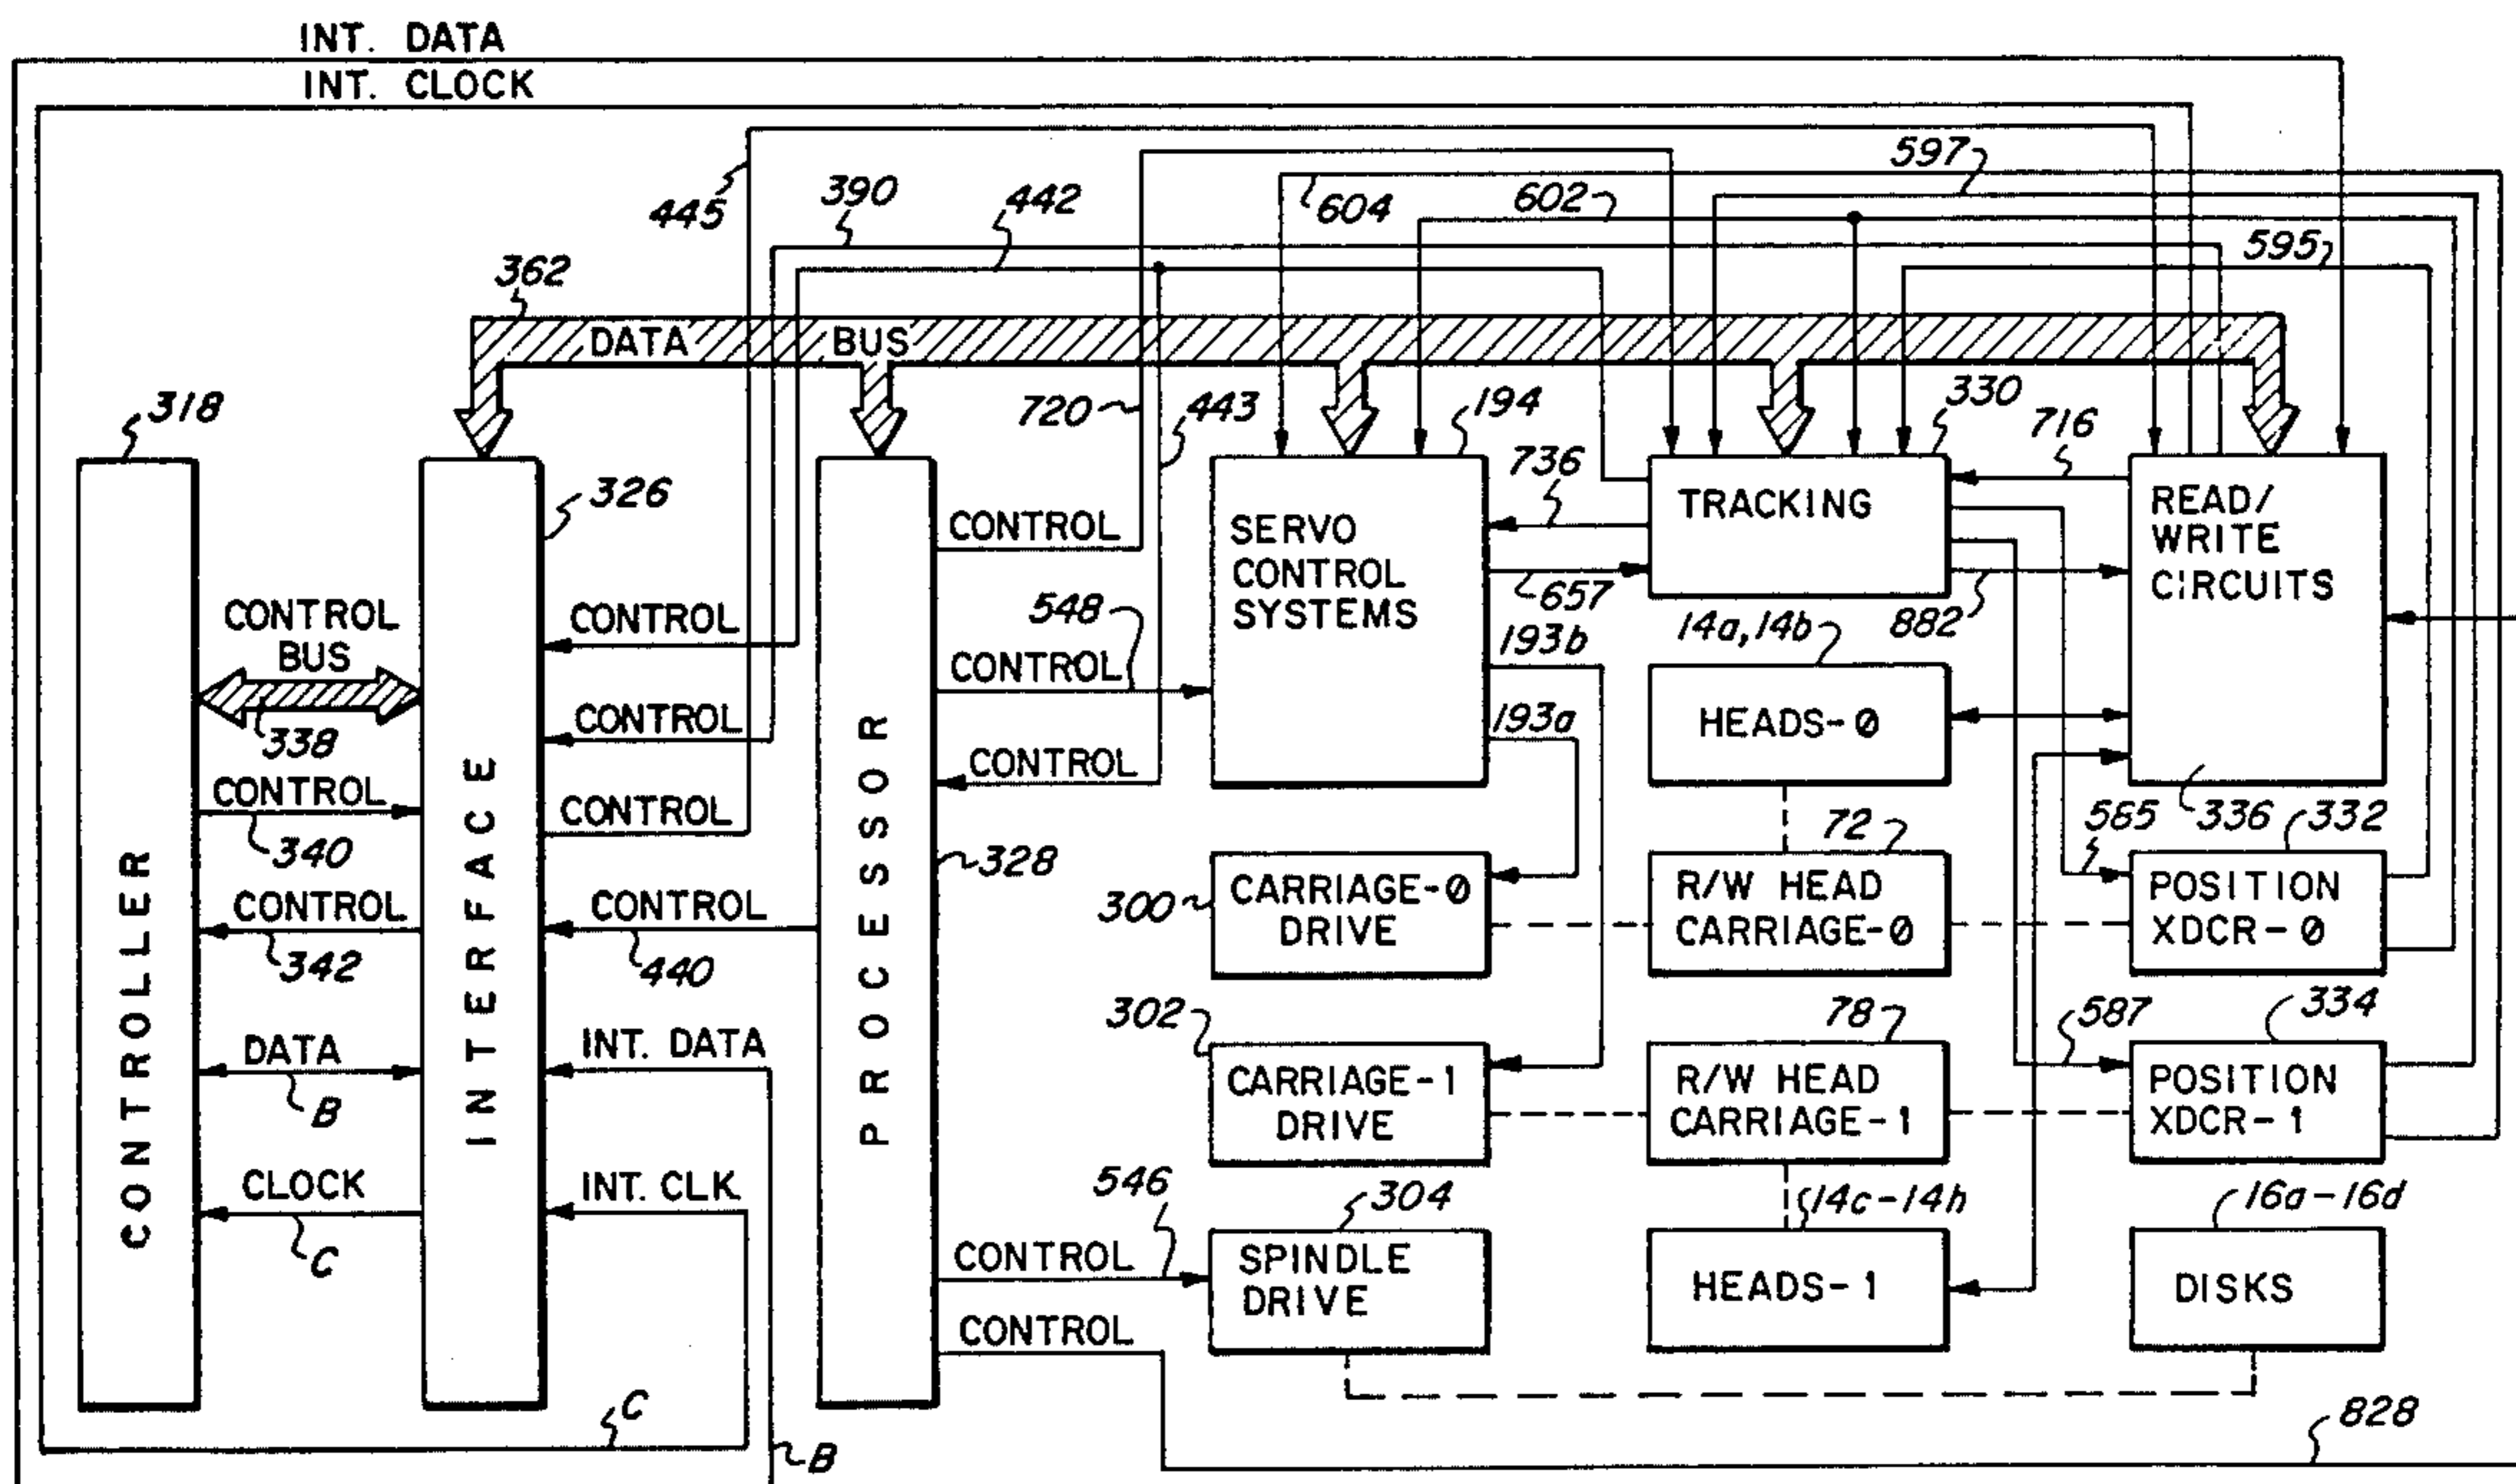 INT. DATA
INT. CLOCK
445
390
442
604
602
597
595
362
DATA BUS
720
443
194
330
716
318
326
736
CONTROL
SERVO
CONTROL
SYSTEMS
TRACKING
READ/
WRITE
CIRCUITS
657
882
CONTROL
BUS
338
CONTROL
548
CONTROL
193b
14a, 14b
HEADS-0
193a
CONTROL
CONTROL
CONTROL
340
CONTROL
336
585
332
72
328
300
CARRIAGE-0
DRIVE
R/W HEAD
CARRIAGE-0
POSITION
XDCR-0
CONTROL
342
CONTROL
440
CONTROLLER
INTERFACE
PROCESSOR
302
78
587
334
DATA
B
INT. DATA
CARRIAGE-1
DRIVE
R/W HEAD
CARRIAGE-1
POSITION
XDCR-1
CLOCK
C
INT. CLK
546
304
14c-14h
16a-16d
CONTROL
SPINDLE
DRIVE
HEADS-1
DISKS
CONTROL
C
B
828